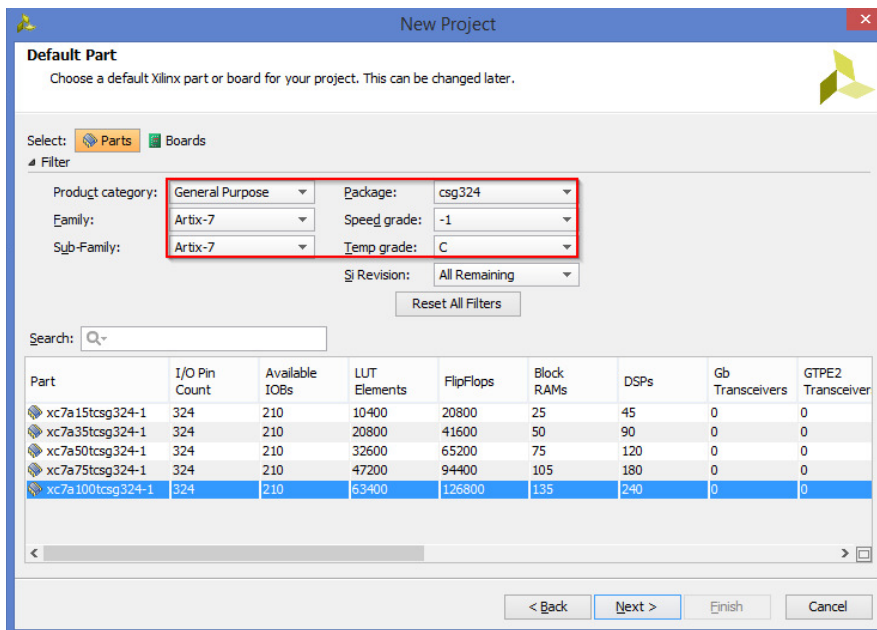 New Project
Default Part
Choose a default Xilinx part or board for your project. This can be changed later.
Select: Parts Boards
Filter
Product category: General Purpose Package: csg324
Family: Artix-7 Speed grade: -1
Sub-Family: Artix-7 Temp grade: C
Si Revision: All Remaining
Reset All Filters
Search:
Part I/O Pin Count Available IOBs LUT Elements FlipFlops Block RAMs DSPs Gb Transceivers GTPE2 Transceiver
xc7a15tcsg324-1 324 210 10400 20800 25 45 0 0
xc7a35tcsg324-1 324 210 20800 41600 50 90 0 0
xc7a50tcsg324-1 324 210 32600 65200 75 120 0 0
xc7a75tcsg324-1 324 210 47200 94400 105 180 0 0
xc7a100tcsg324-1 324 210 63400 126800 135 240 0 0
< Back Next > Finish Cancel